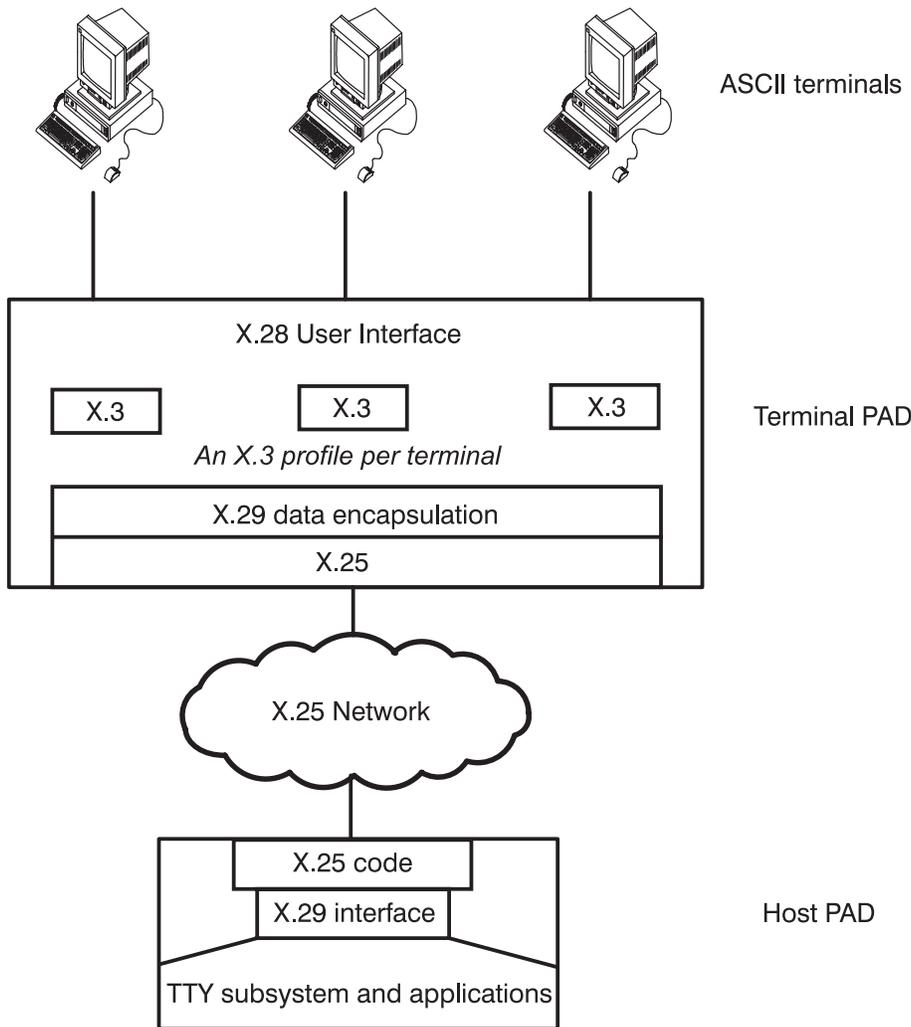 ASCII terminals
X.28 User Interface
X.3
X.3
X.3
Terminal PAD
An X.3 profile per terminal
X.29 data encapsulation
X.25
X.25 Network
X.25 code
X.29 interface
Host PAD
TTY subsystem and applications